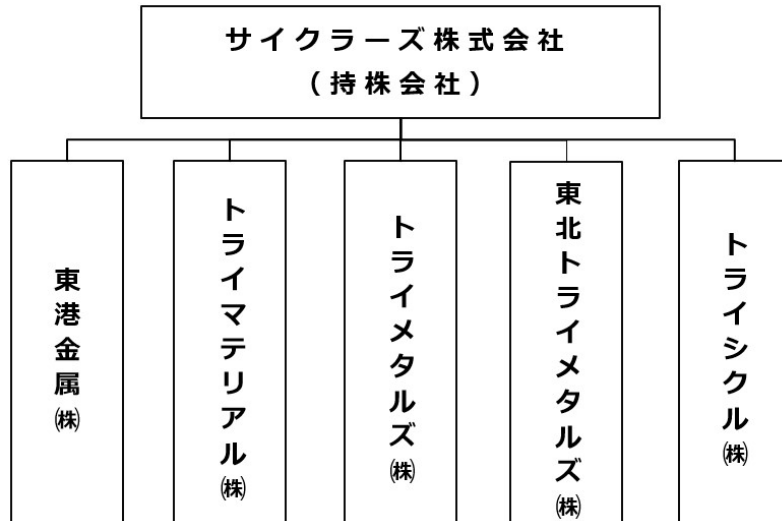 サイクラーズ株式会社
(持株会社)
東港金属㈱
トライマテリアル㈱
トライメタルズ㈱
東北トライメタルズ㈱
トライシクル㈱